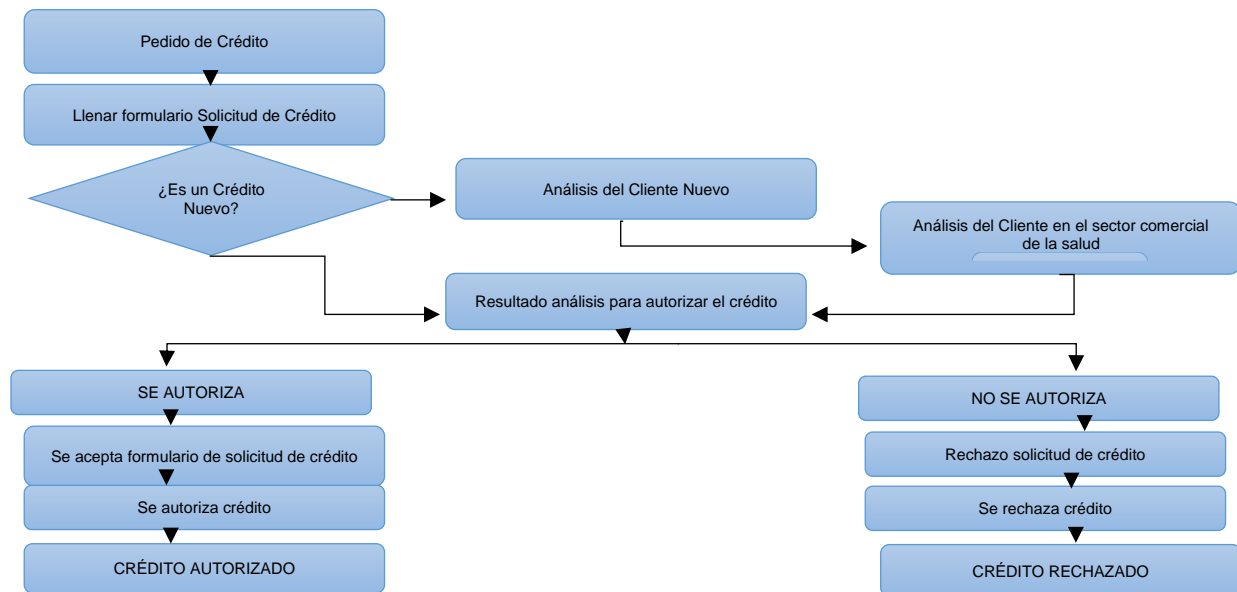 Pedido de Crédito
Llenar formulario Solicitud de Crédito
¿Es un Crédito
Nuevo?
Análisis del Cliente Nuevo
Análisis del Cliente en el sector comercial
de la salud
Resultado análisis para autorizar el crédito
SE AUTORIZA
Se acepta formulario de solicitud de crédito
Se autoriza crédito
CRÉDITO AUTORIZADO
NO SE AUTORIZA
Rechazo solicitud de crédito
Se rechaza crédito
CRÉDITO RECHAZADO